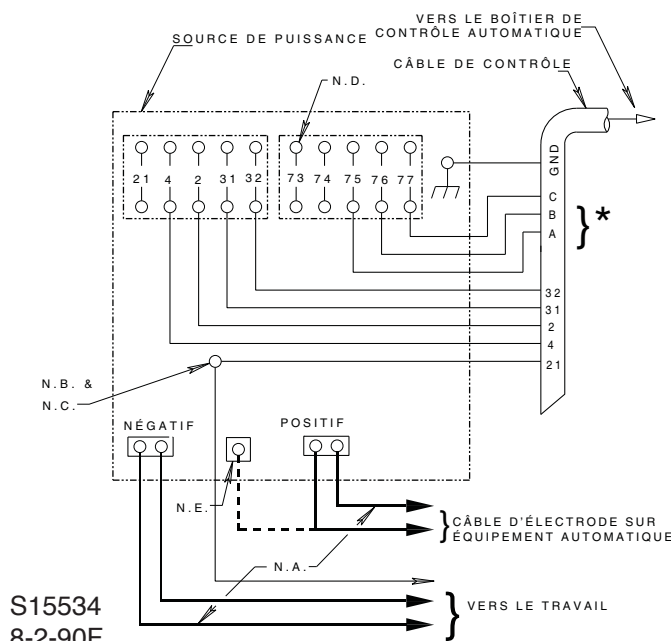 VERS LE BOÎTIER DE
CONTRÔLE AUTOMATIQUE
SOURCE DE PUISSANCE
CÂBLE DE CONTRÔLE
N.D.
21 4 2 31 32
73 74 75 76 77
GND
C
B
A
} *
32
31
2
4
21
N.B. &
N.C.
NÉGATIF
POSITIF
N.E.
CÂBLE D'ÉLECTRODE SUR
ÉQUIPEMENT AUTOMATIQUE
N.A.
VERS LE TRAVAIL
S15534
8-2-90F